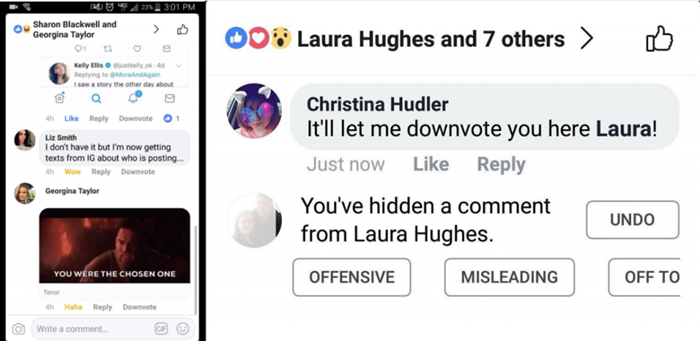 4G 23% 3:01 PM
Sharon Blackwell and
Georgina Taylor
Kelly Ellis @justkelly_ok · 4d
Replying to @MoreAndAgain
I saw a story the other day about
4h Like Reply Downvote 1
Liz Smith
I don't have it but I'm now getting
texts from IG about who is posting...
4h Wow Reply Downvote
Georgina Taylor
YOU WERE THE CHOSEN ONE
Tenor
4h Haha Reply Downvote
Write a comment...
GIF
Laura Hughes and 7 others
Christina Hudler
It'll let me downvote you here Laura!
Just now Like Reply
You've hidden a comment
from Laura Hughes.
UNDO
OFFENSIVE MISLEADING OFF TO